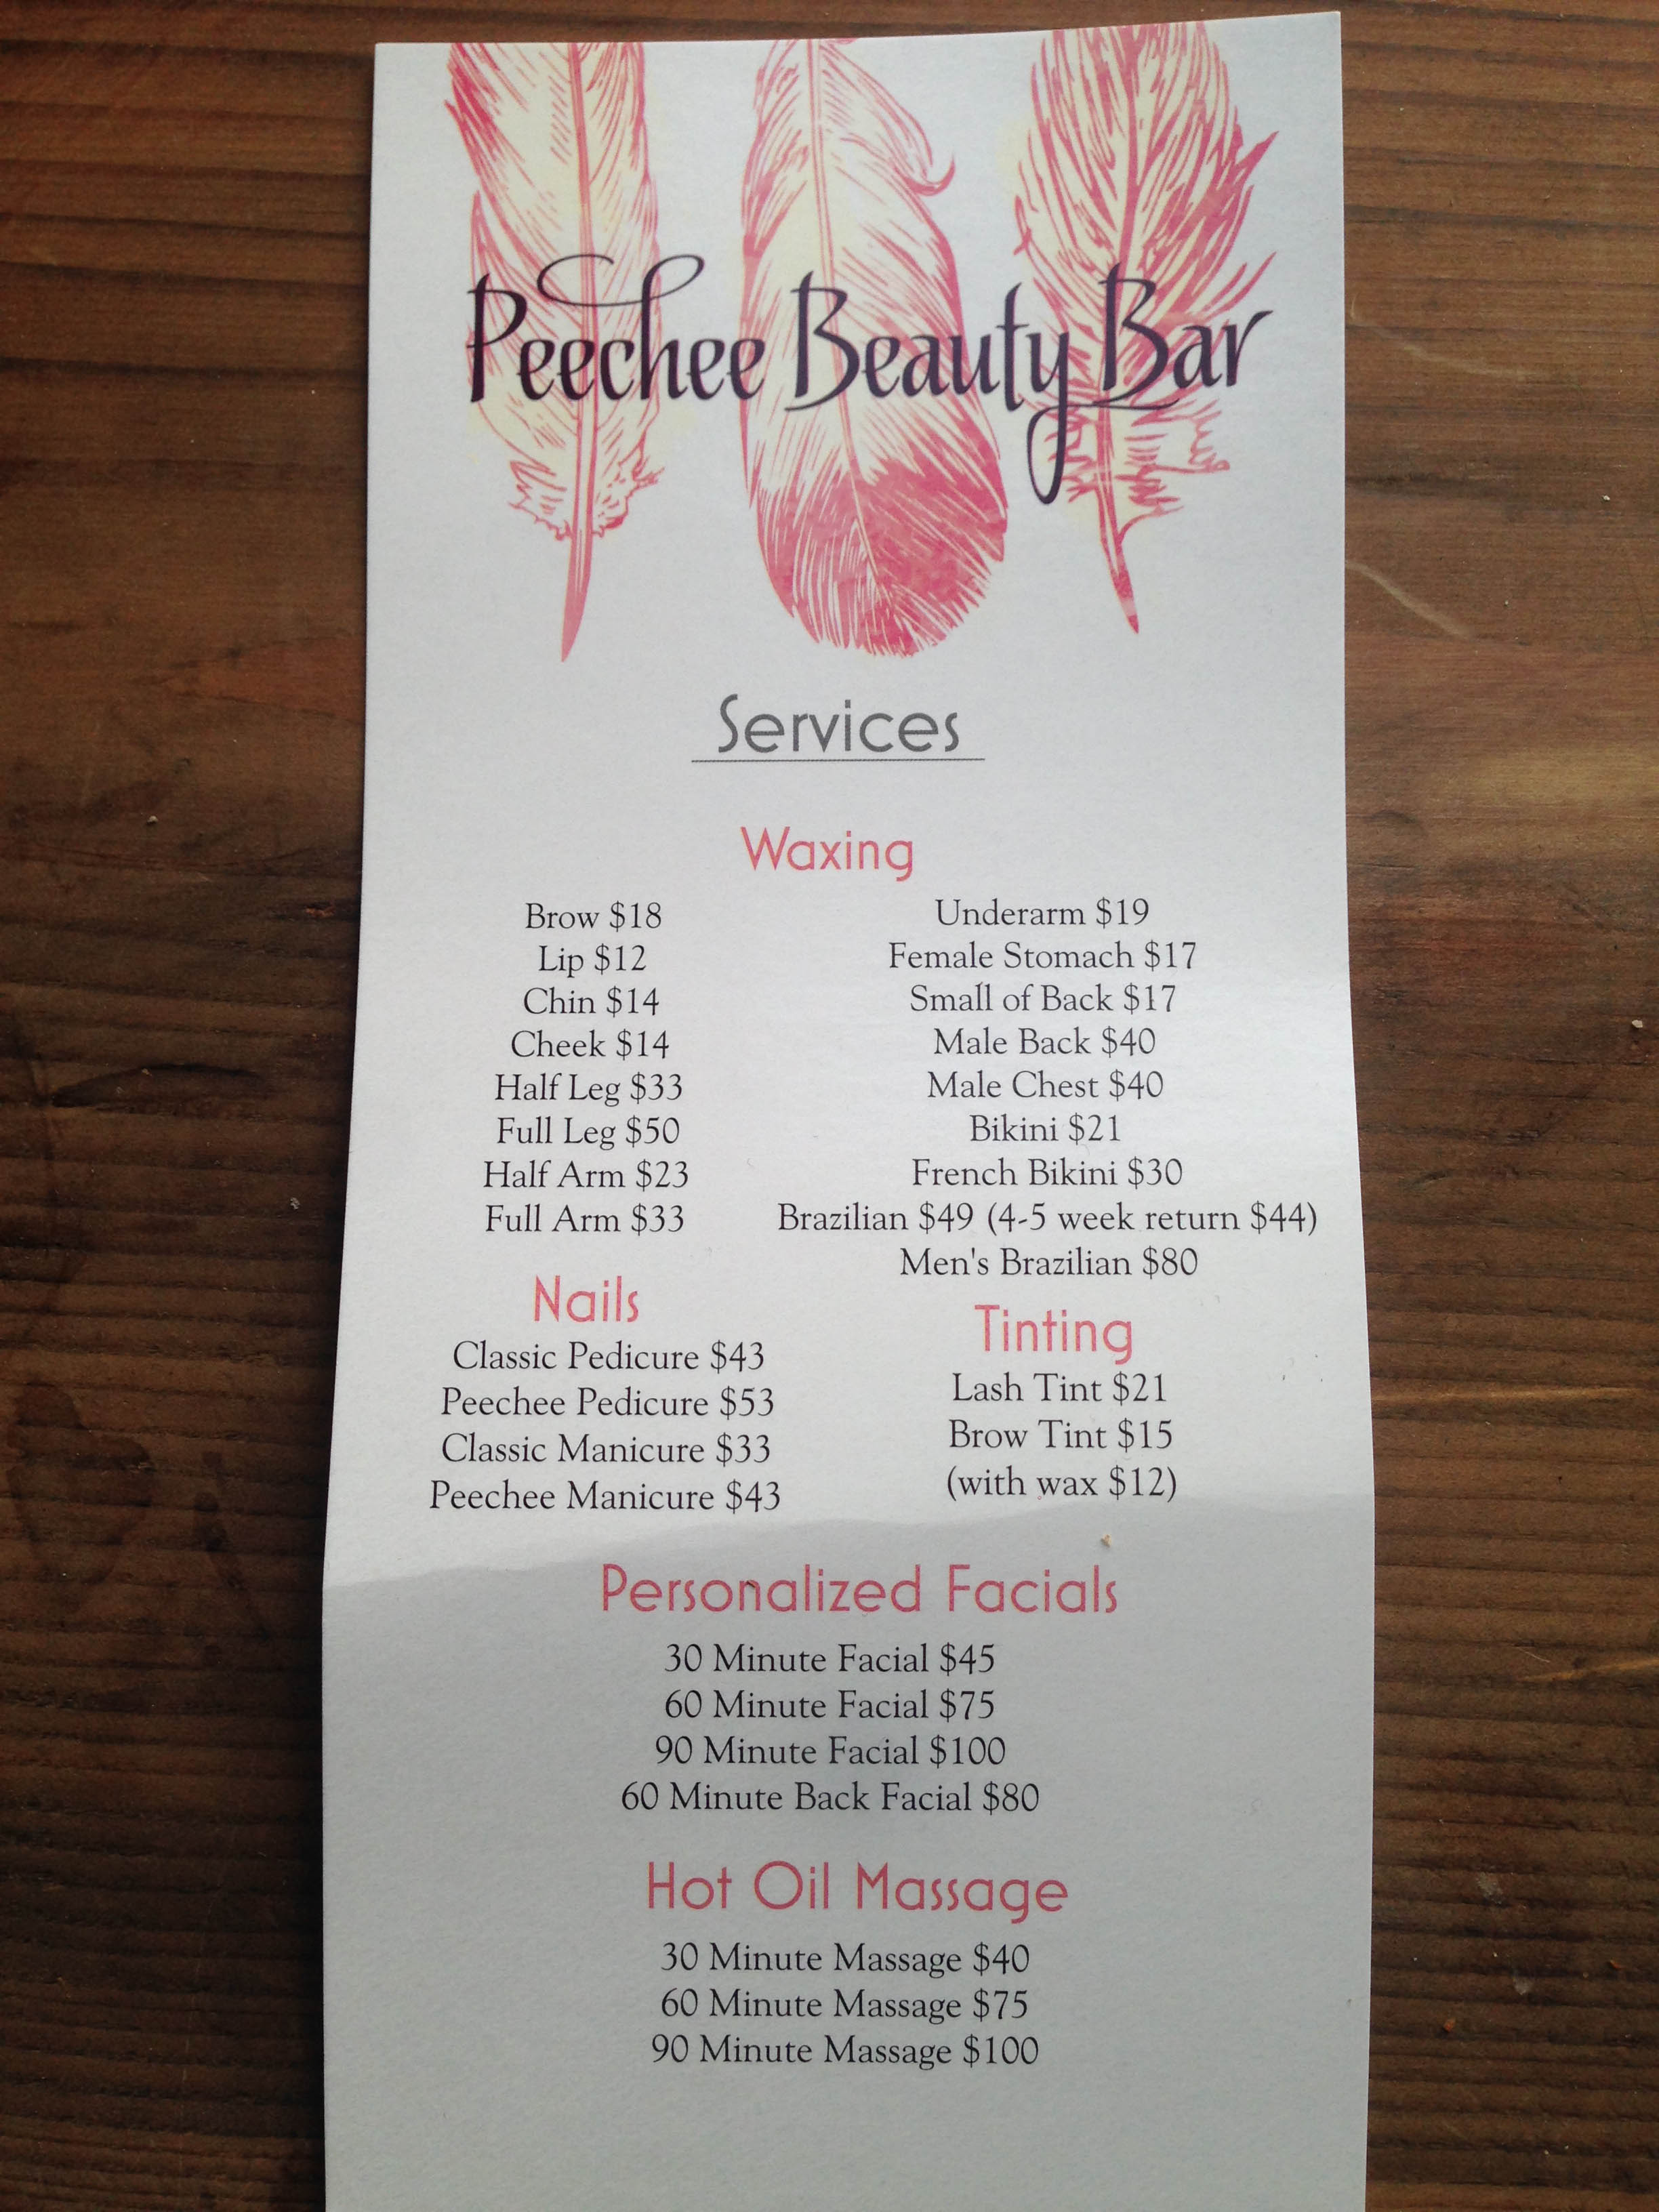 Peechee Beauty Bar
Services
Waxing
Brow $18
Lip $12
Chin $14
Cheek $14
Half Leg $33
Full Leg $50
Half Arm $23
Full Arm $33
Underarm $19
Female Stomach $17
Small of Back $17
Male Back $40
Male Chest $40
Bikini $21
French Bikini $30
Brazilian $49 (4-5 week return $44)
Men's Brazilian $80
Nails
Classic Pedicure $43
Peechee Pedicure $53
Classic Manicure $33
Peechee Manicure $43
Tinting
Lash Tint $21
Brow Tint $15
(with wax $12)
Personalized Facials
30 Minute Facial $45
60 Minute Facial $75
90 Minute Facial $100
60 Minute Back Facial $80
Hot Oil Massage
30 Minute Massage $40
60 Minute Massage $75
90 Minute Massage $100